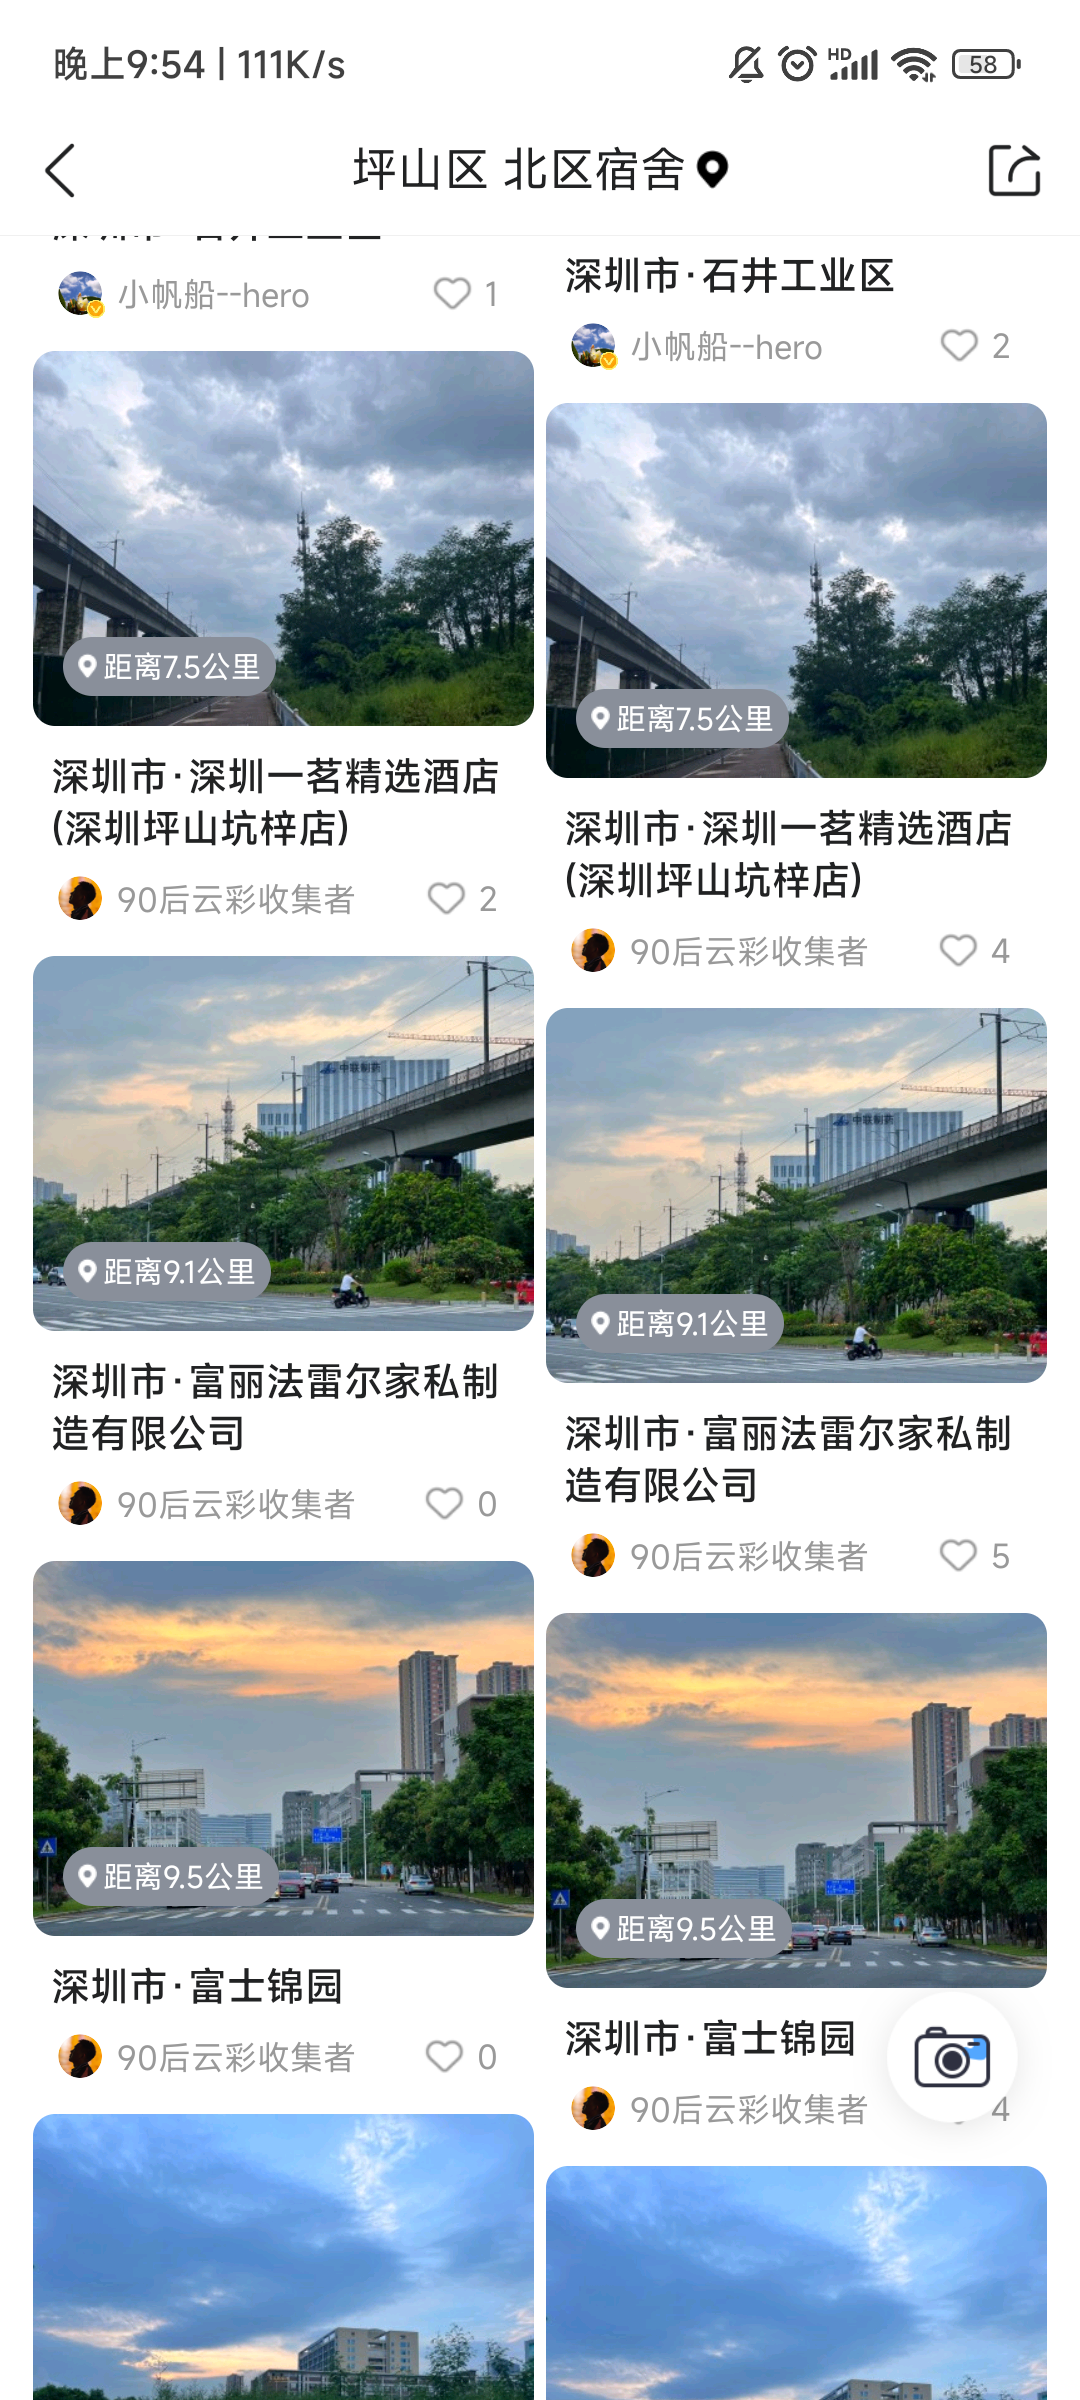 晚上9:54 | 111K/s
HD
58
坪山区 北区宿舍
小帆船--hero
1
距离7.5公里
深圳市·深圳一茗精选酒店
(深圳坪山坑梓店)
90后云彩收集者
2
中联制药
距离9.1公里
深圳市·富丽法雷尔家私制
造有限公司
90后云彩收集者
0
距离9.5公里
深圳市·富士锦园
90后云彩收集者
0
深圳市·石井工业区
小帆船--hero
2
距离7.5公里
深圳市·深圳一茗精选酒店
(深圳坪山坑梓店)
90后云彩收集者
4
中联制药
距离9.1公里
深圳市·富丽法雷尔家私制
造有限公司
90后云彩收集者
5
距离9.5公里
深圳市·富士锦园
90后云彩收集者
4